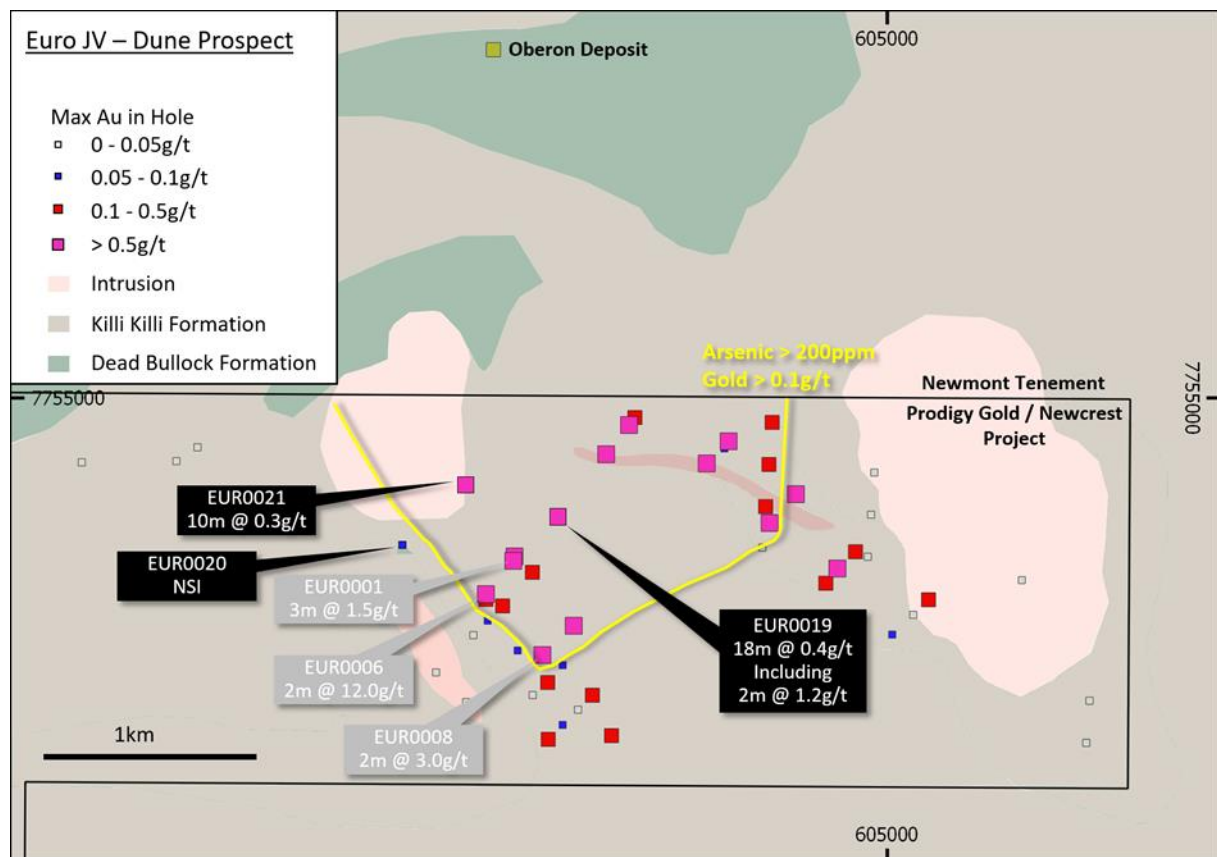 Euro JV – Dune Prospect
Max Au in Hole
0 - 0.05g/t
0.05 - 0.1g/t
0.1 - 0.5g/t
> 0.5g/t
Intrusion
Killi Killi Formation
Dead Bullock Formation
Oberon Deposit
605000
Arsenic > 200ppm
Gold > 0.1g/t
7755000
Newmont Tenement
Prodigy Gold / Newcrest
Project
7755000
EUR0021
10m @ 0.3g/t
EUR0020
NSI
EUR0001
3m @ 1.5g/t
EUR0006
2m @ 12.0g/t
EUR0008
2m @ 3.0g/t
EUR0019
18m @ 0.4g/t
Including
2m @ 1.2g/t
1km
605000